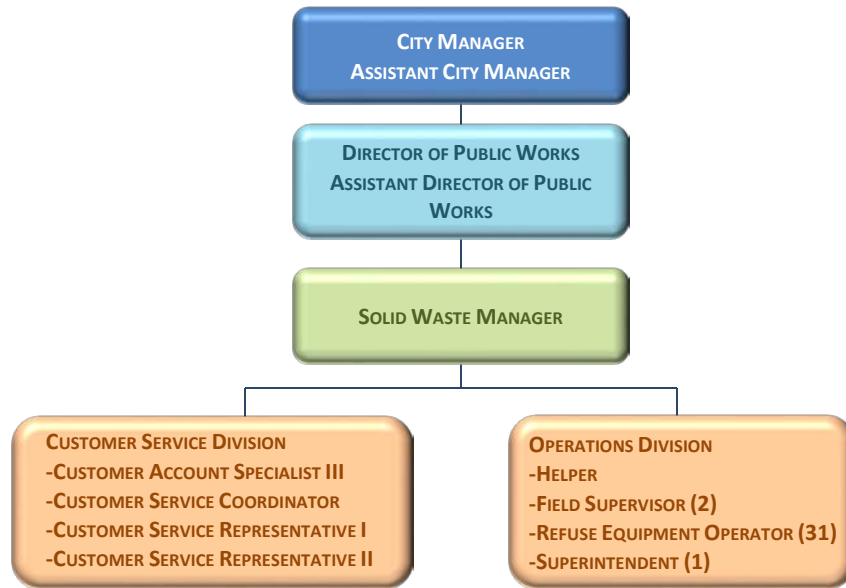 CITY MANAGER
ASSISTANT CITY MANAGER
DIRECTOR OF PUBLIC WORKS
ASSISTANT DIRECTOR OF PUBLIC
WORKS
SOLID WASTE MANAGER
CUSTOMER SERVICE DIVISION
-CUSTOMER ACCOUNT SPECIALIST III
-CUSTOMER SERVICE COORDINATOR
-CUSTOMER SERVICE REPRESENTATIVE I
-CUSTOMER SERVICE REPRESENTATIVE II
OPERATIONS DIVISION
-HELPER
-FIELD SUPERVISOR (2)
-REFUSE EQUIPMENT OPERATOR (31)
-SUPERINTENDENT (1)